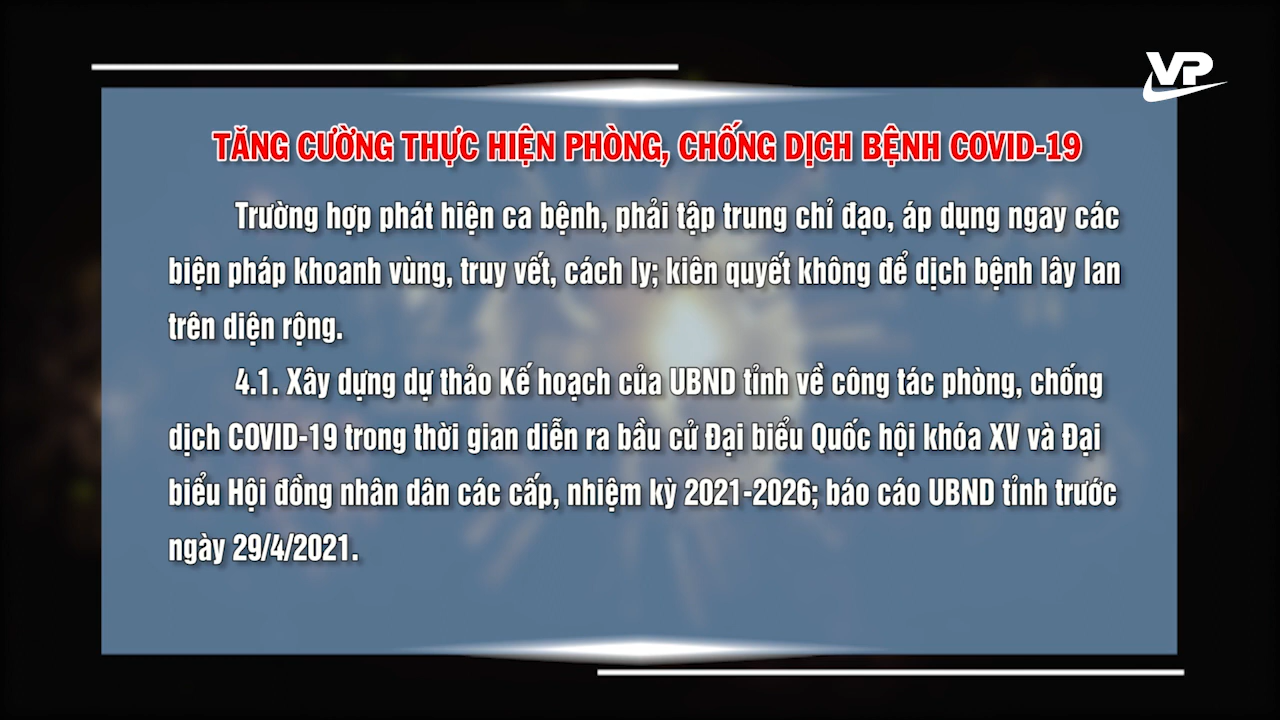 VP
TĂNG CƯỜNG THỰC HIỆN PHÒNG, CHỐNG DỊCH BỆNH COVID-19
Trường hợp phát hiện ca bệnh, phải tập trung chỉ đạo, áp dụng ngay các
biện pháp khoanh vùng, truy vết, cách ly; kiên quyết không để dịch bệnh lây lan
trên diện rộng.
4.1. Xây dựng dự thảo Kế hoạch của UBND tỉnh về công tác phòng, chống
dịch COVID-19 trong thời gian diễn ra bầu cử Đại biểu Quốc hội khóa XV và Đại
biểu Hội đồng nhân dân các cấp, nhiệm kỳ 2021-2026; báo cáo UBND tỉnh trước
ngày 29/4/2021.